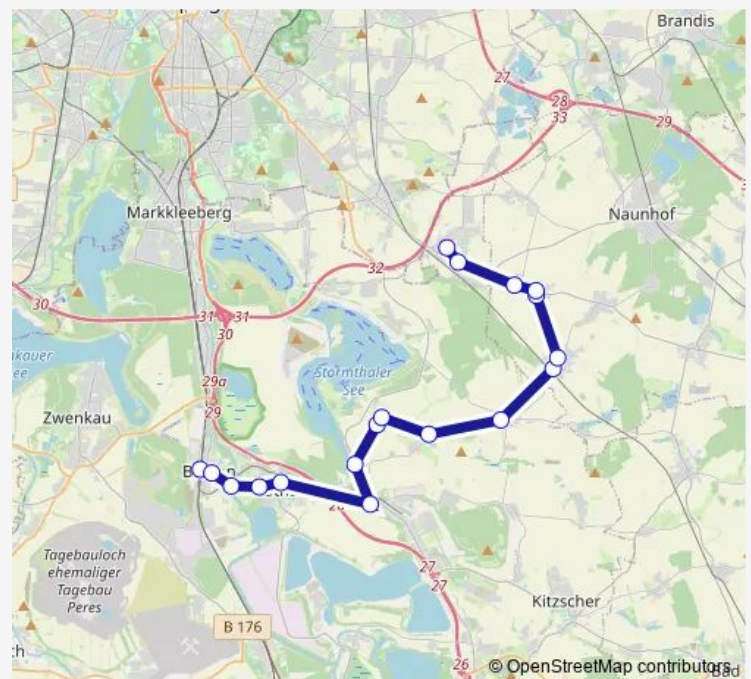 Brandis
27
28
33
29
Markkleeberg
Naunhof
32
30
31
31
30
Stormthaler
See
29a
29
Zwenkau
27
27
Tagebauloch
ehemaliger
Tagebau
Peres
Kitzscher
B 176
26
© OpenStreetMap contributors
Bad